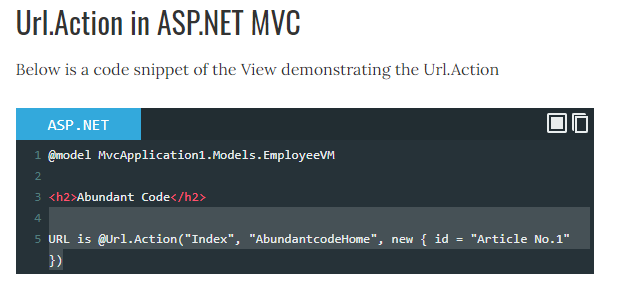 Url.Action in ASP.NET MVC
Below is a code snippet of the View demonstrating the Url.Action
ASP.NET
1 @model MvcApplication1.Models.EmployeeVM
2
3 <h2>Abundant Code</h2>
4
5 URL is @Url.Action("Index", "AbundantcodeHome", new { id = "Article No.1"
})